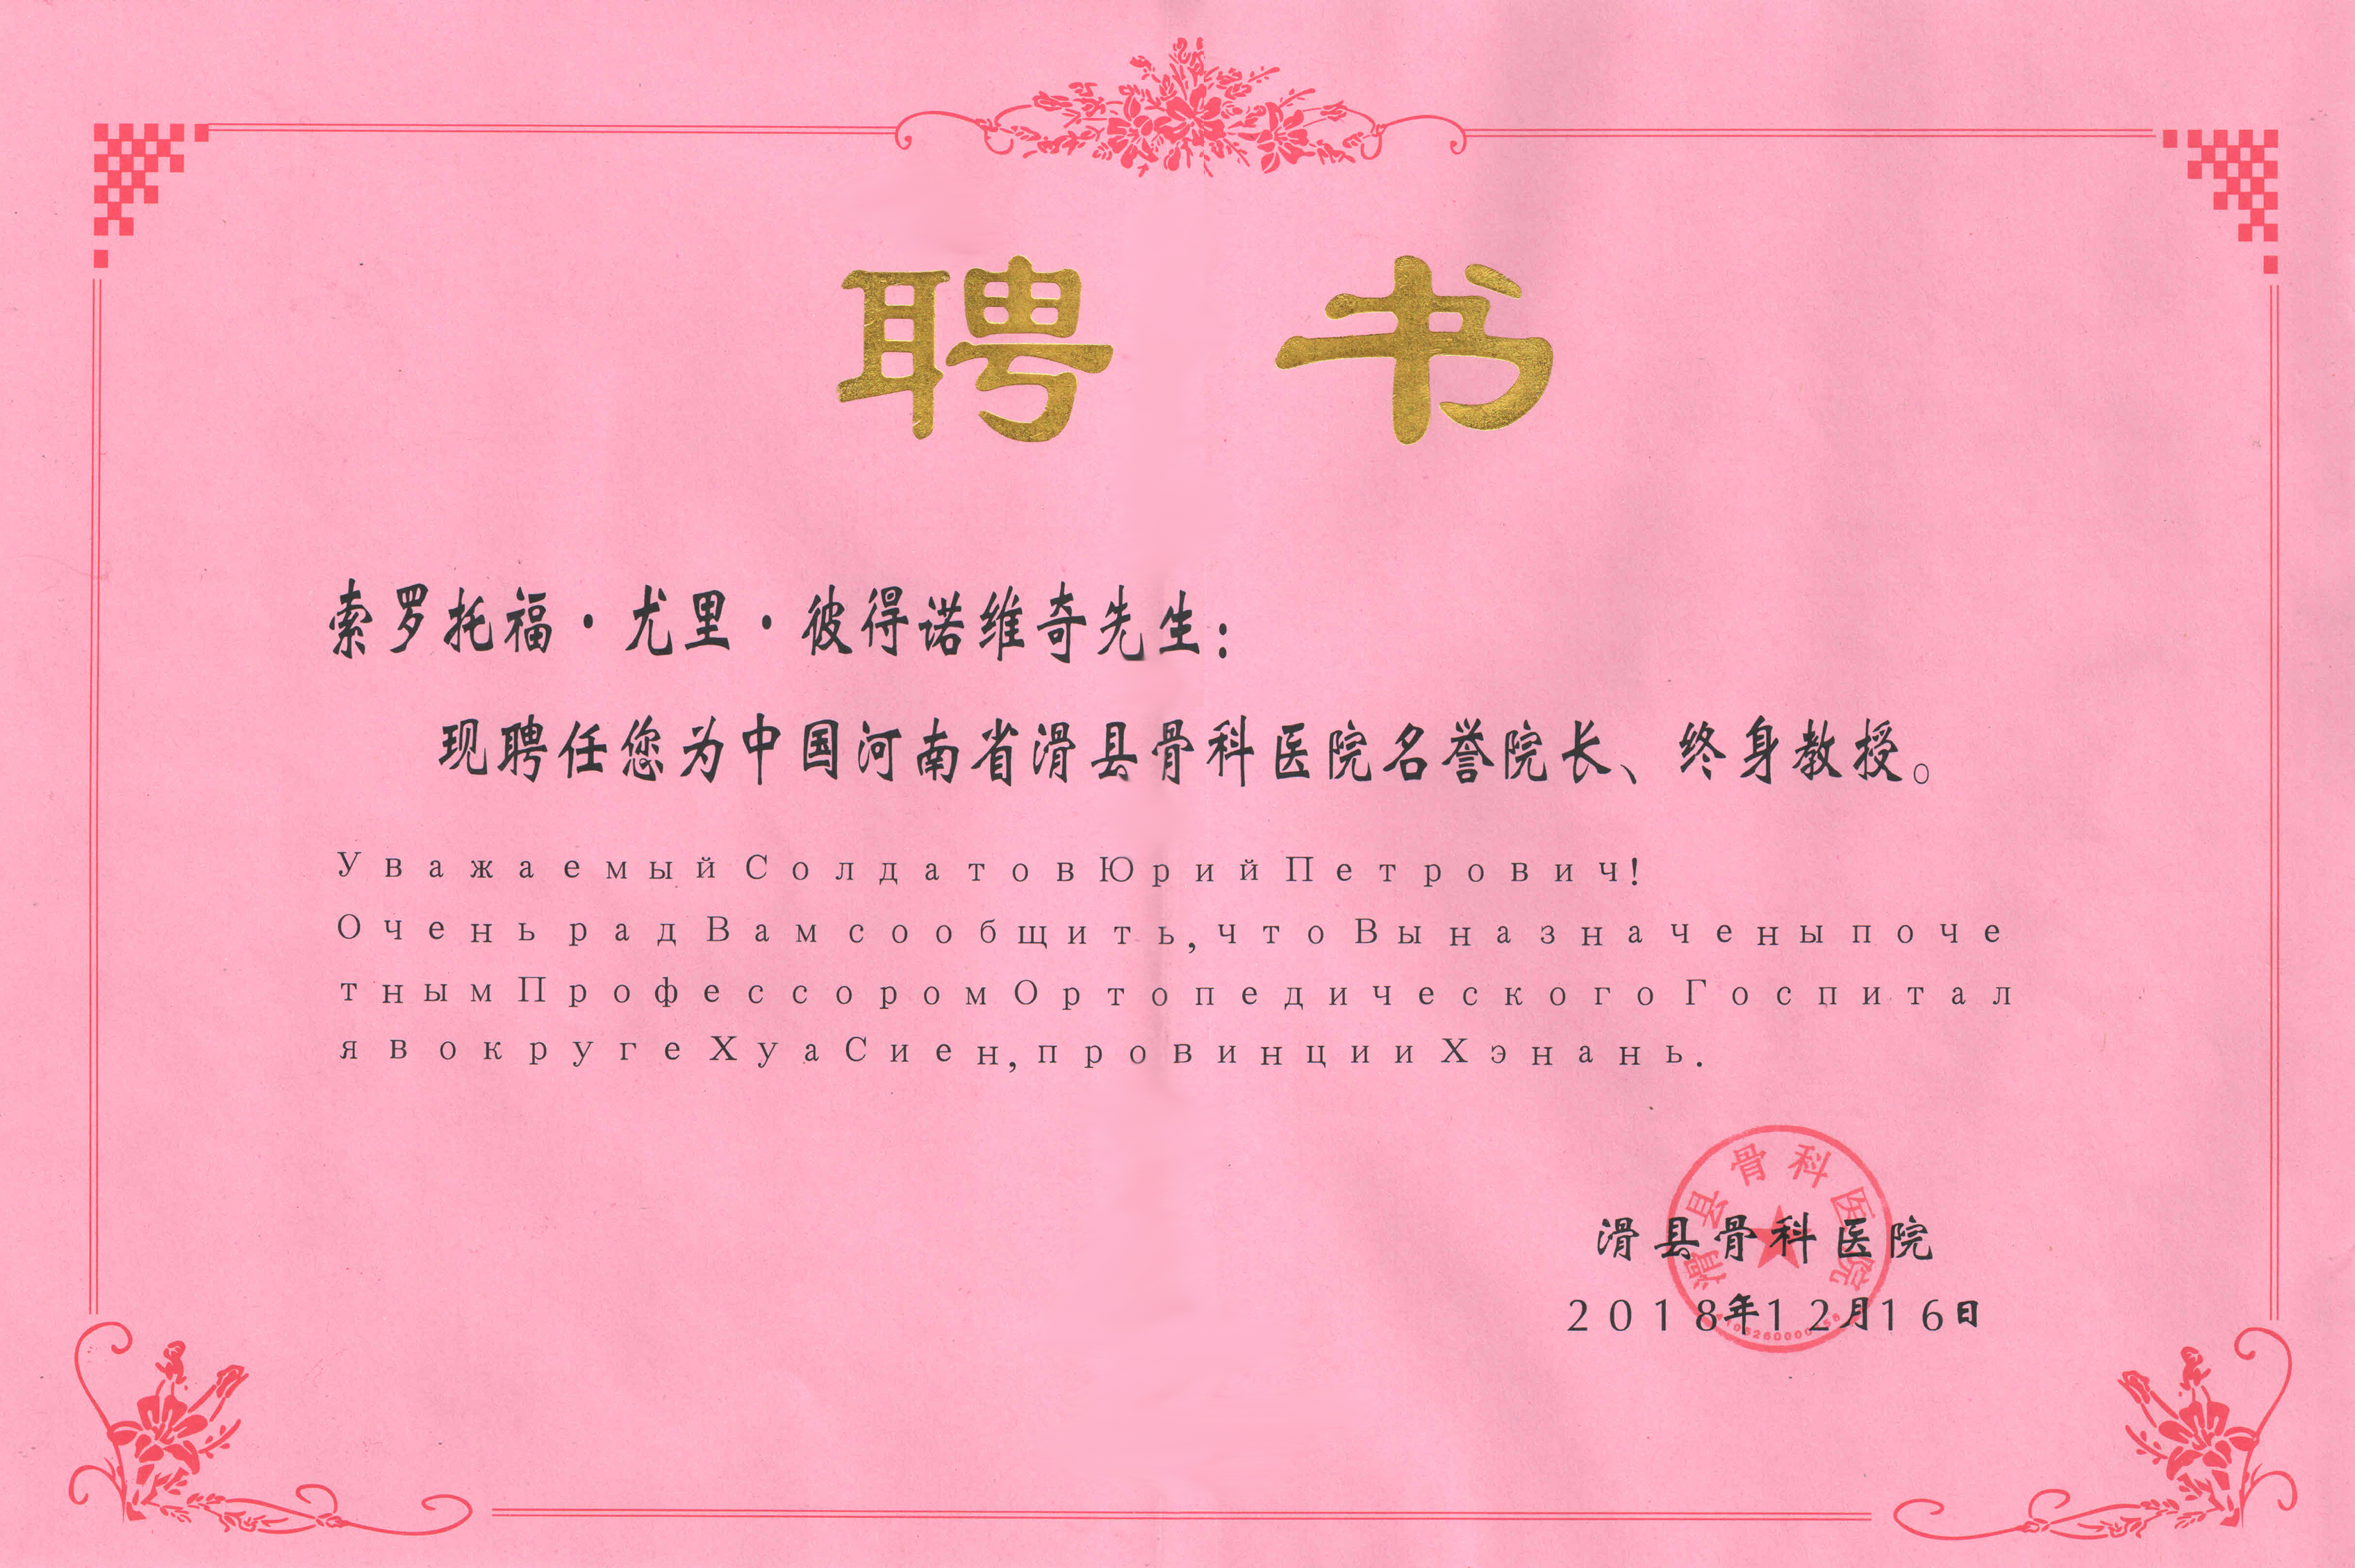 聘书
索罗托福·尤里·彼得诺维奇先生：
现聘任您为中国河南省滑县骨科医院名誉院长、终身教授。
Уважаемый Солдатов Юрий Петрович!
Очень рад Вам сообщить, что Вы назначены поче
тным Профессором Ортопедического Госпитал
я в округе Хуа Сиен, провинции Хэнань.
滑县骨科医院
滑县骨科医院
2018年12月16日